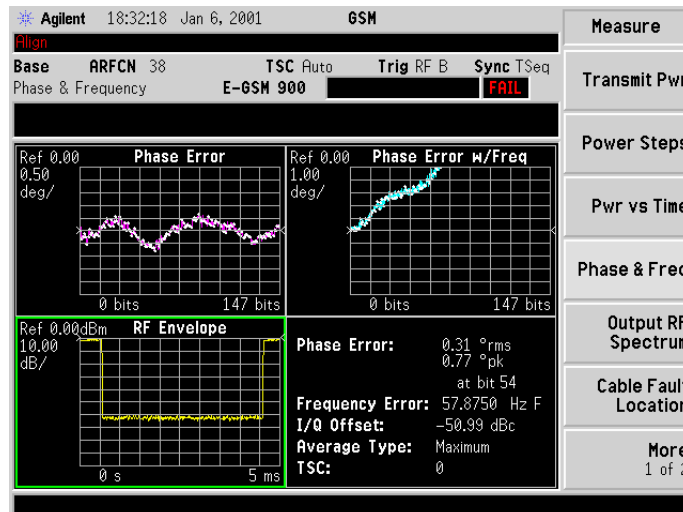 Agilent 18:32:18 Jan 6, 2001 GSM
Align
Base ARFCN 38 TSC Auto Trig RF B Sync TSeq
Phase & Frequency E-GSM 900 FAIL
Ref 0.00 Phase Error
0.50
deg/
0 bits 147 bits
Ref 0.00 Phase Error w/Freq
1.00
deg/
0 bits 147 bits
Ref 0.00dBm RF Envelope
10.00
dB/
0 s 5 ms
Phase Error: 0.31 °rms
0.77 °pk
at bit 54
Frequency Error: 57.8750 Hz F
I/Q Offset: -50.99 dBc
Average Type: Maximum
TSC: 0
Measure
Transmit Pwr
Power Steps
Pwr vs Time
Phase & Freq
Output RF
Spectrum
Cable Fault
Location
More
1 of 2